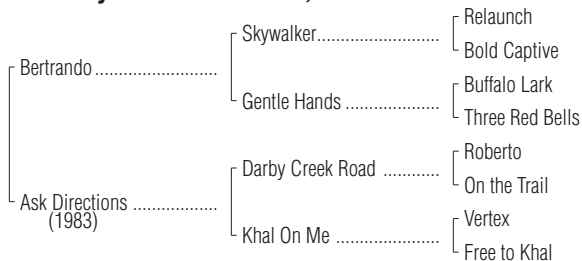 Relaunch
Skywalker
Bold Captive
Bertrando
Buffalo Lark
Gentle Hands
Three Red Bells
Roberto
Darby Creek Road
On the Trail
Ask Directions
(1983)
Vertex
Khal On Me
Free to Khal